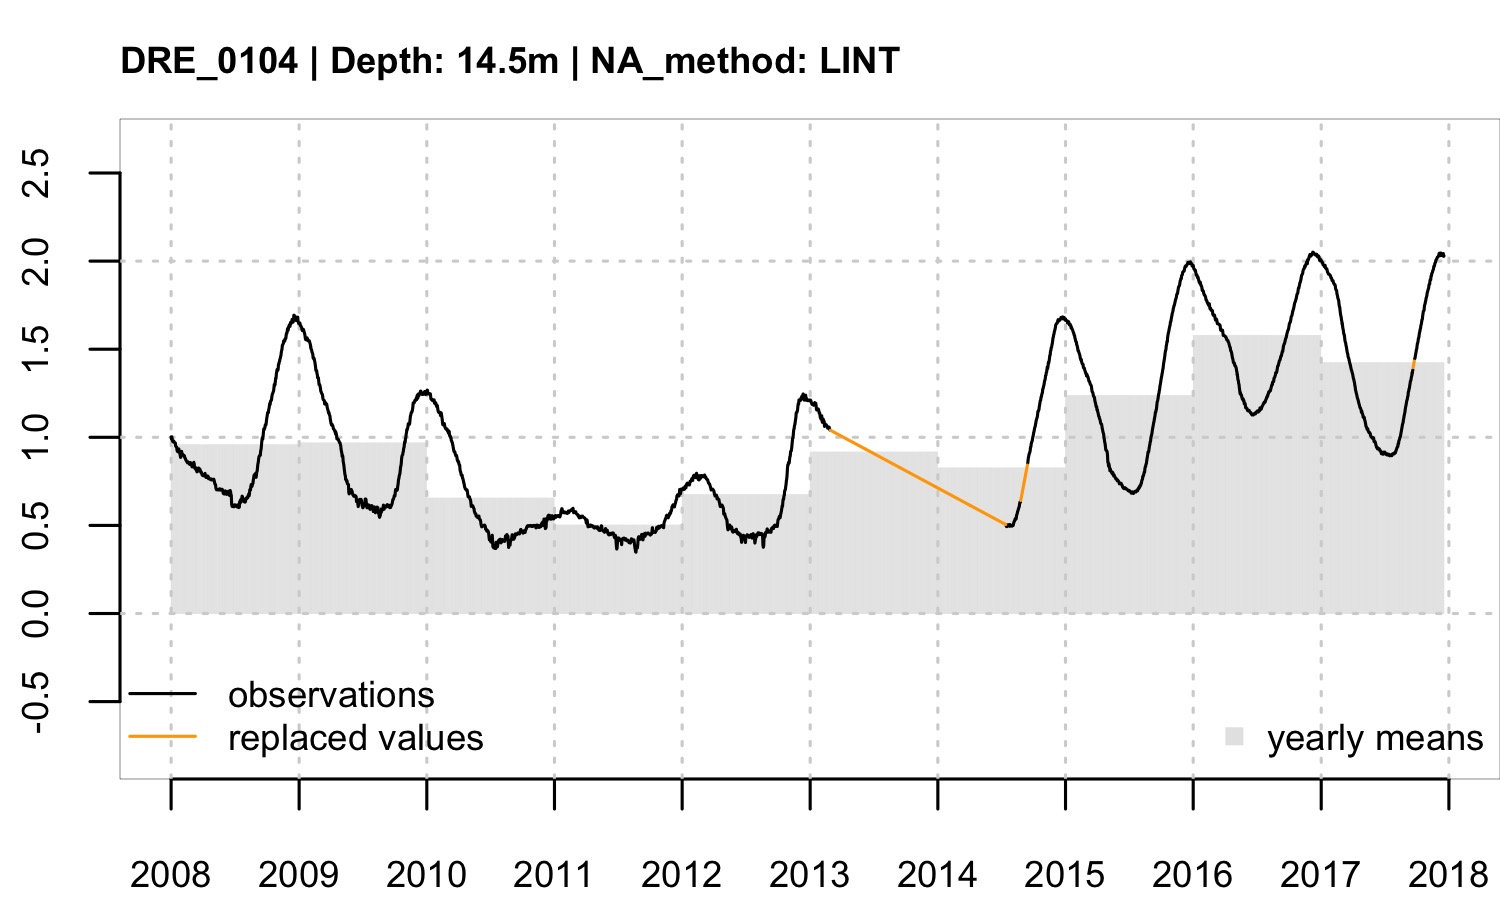 DRE_0104 | Depth: 14.5m | NA_method: LINT
2.5
2.0
1.5
1.0
0.5
0.0
-0.5
observations
replaced values
yearly means
2008 2009 2010 2011 2012 2013 2014 2015 2016 2017 2018